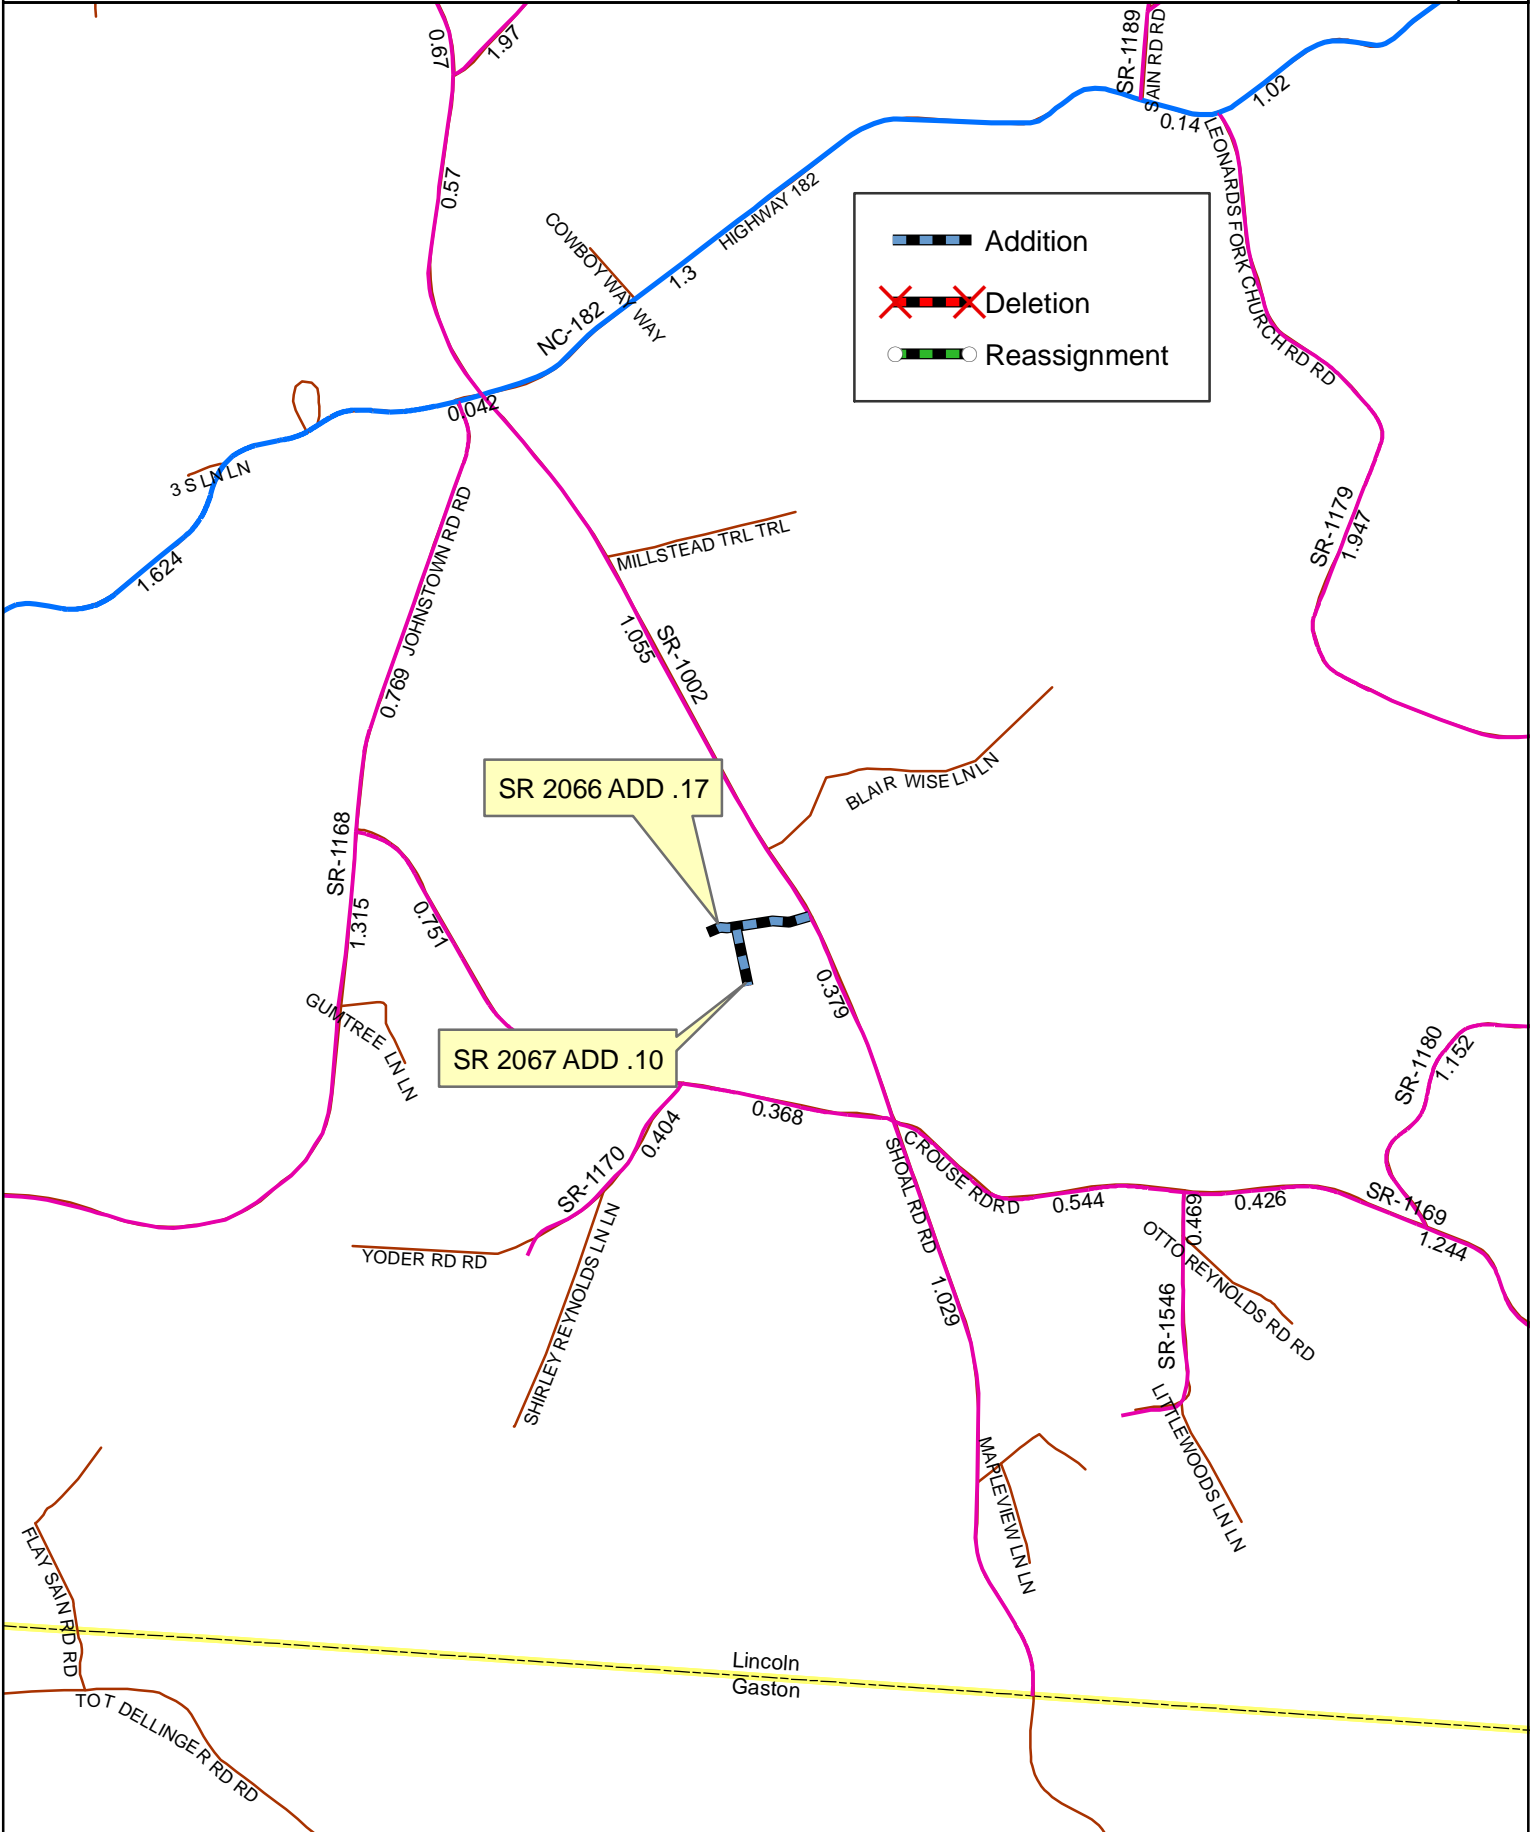 0.67
1.97
SR-1189
SAIN RD RD
1.02
0.14
0.57
HIGHWAY 182
COWBOY WAY WAY
1.3
NC-182
LEONARDS FORK CHURCH RD RD
Addition
Deletion
Reassignment
0.042
3 S LN LN
1.624
JOHNSTOWN RD RD
0.769
MILLSTEAD TRL TRL
SR-1179
1.947
1.055
SR-1002
SR 2066 ADD .17
BLAIR WISE LN LN
SR-1168
1.315
0.751
0.379
GUMTREE LN LN
SR 2067 ADD .10
SR-1180
1.152
0.368
0.404
SR-1170
CROUSE RD RD
SHOAL RD RD
0.544
0.469
0.426
SR-1169
1.244
YODER RD RD
SHIRLEY REYNOLDS LN LN
OTTO REYNOLDS RD RD
1.029
SR-1546
LITTLEWOODS LN LN
MAPLEVIEW LN LN
FLAY SAIN RD RD
Lincoln
Gaston
TOT DELLINGER RD RD